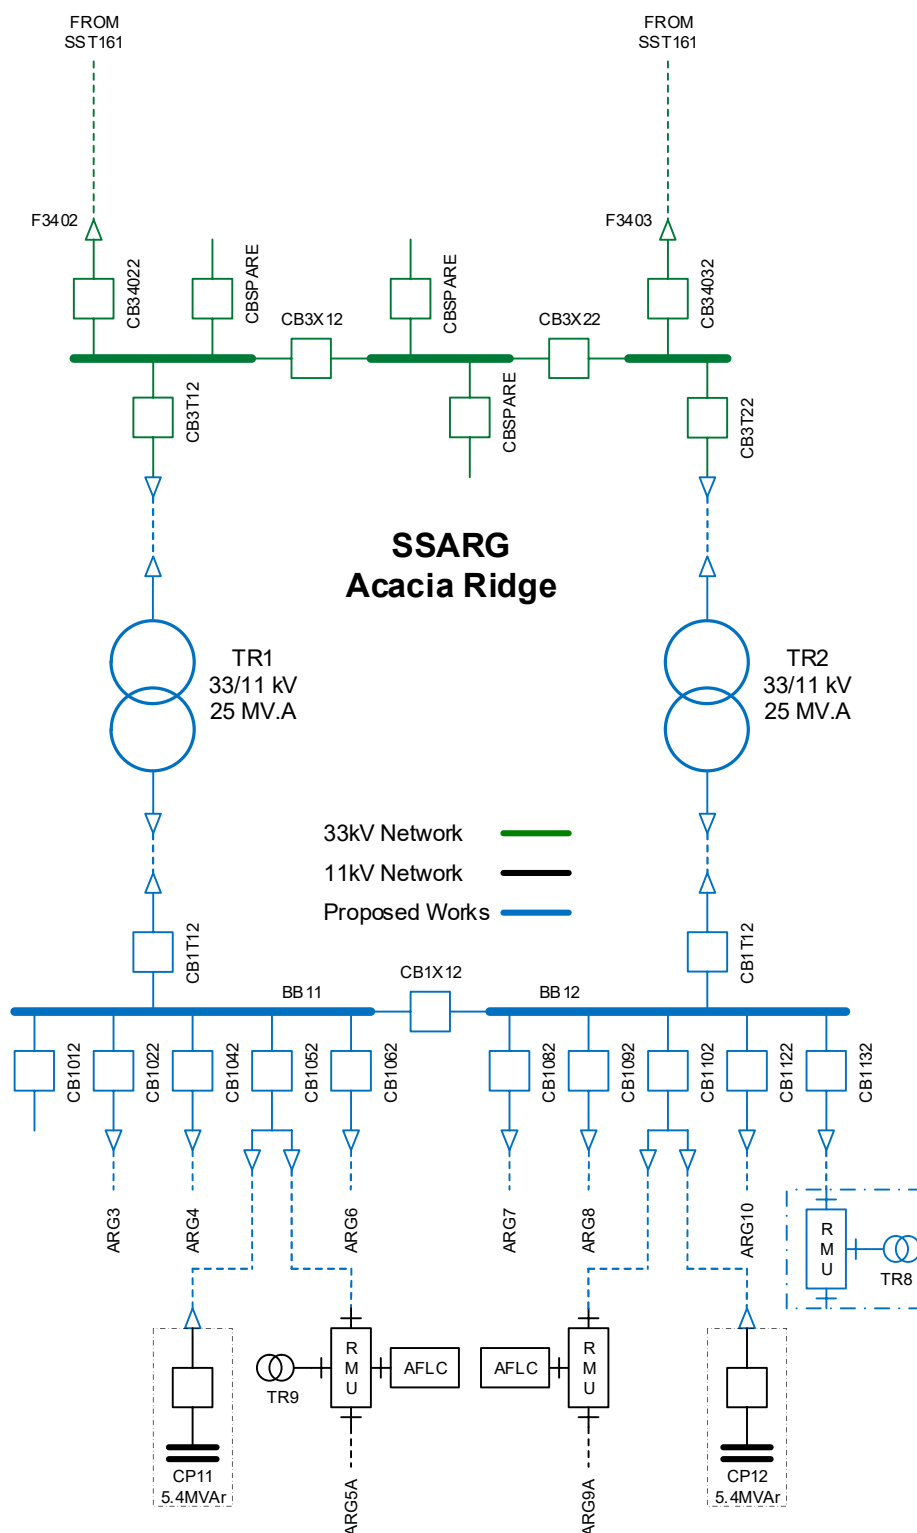 FROM
SST161
FROM
SST161
F3402
F3403
CB34022
CBSPARE
CB3X12
CBSPARE
CB3X22
CB34032
CB3T12
CBSPARE
CB3T22
SSARG
Acacia Ridge
TR1
33/11 kV
25 MV.A
TR2
33/11 kV
25 MV.A
33kV Network
11kV Network
Proposed Works
CB1T12
CB1T12
CB1X12
BB11
BB12
CB1012
CB1022
CB1042
CB1052
CB1062
CB1082
CB1092
CB1102
CB1122
CB1132
ARG3
ARG4
ARG6
ARG7
ARG8
ARG10
RMU
TR8
RMU
AFLC
TR9
AFLC
RMU
CP11
5.4MVAr
ARG5A
ARG9A
CP12
5.4MVAr